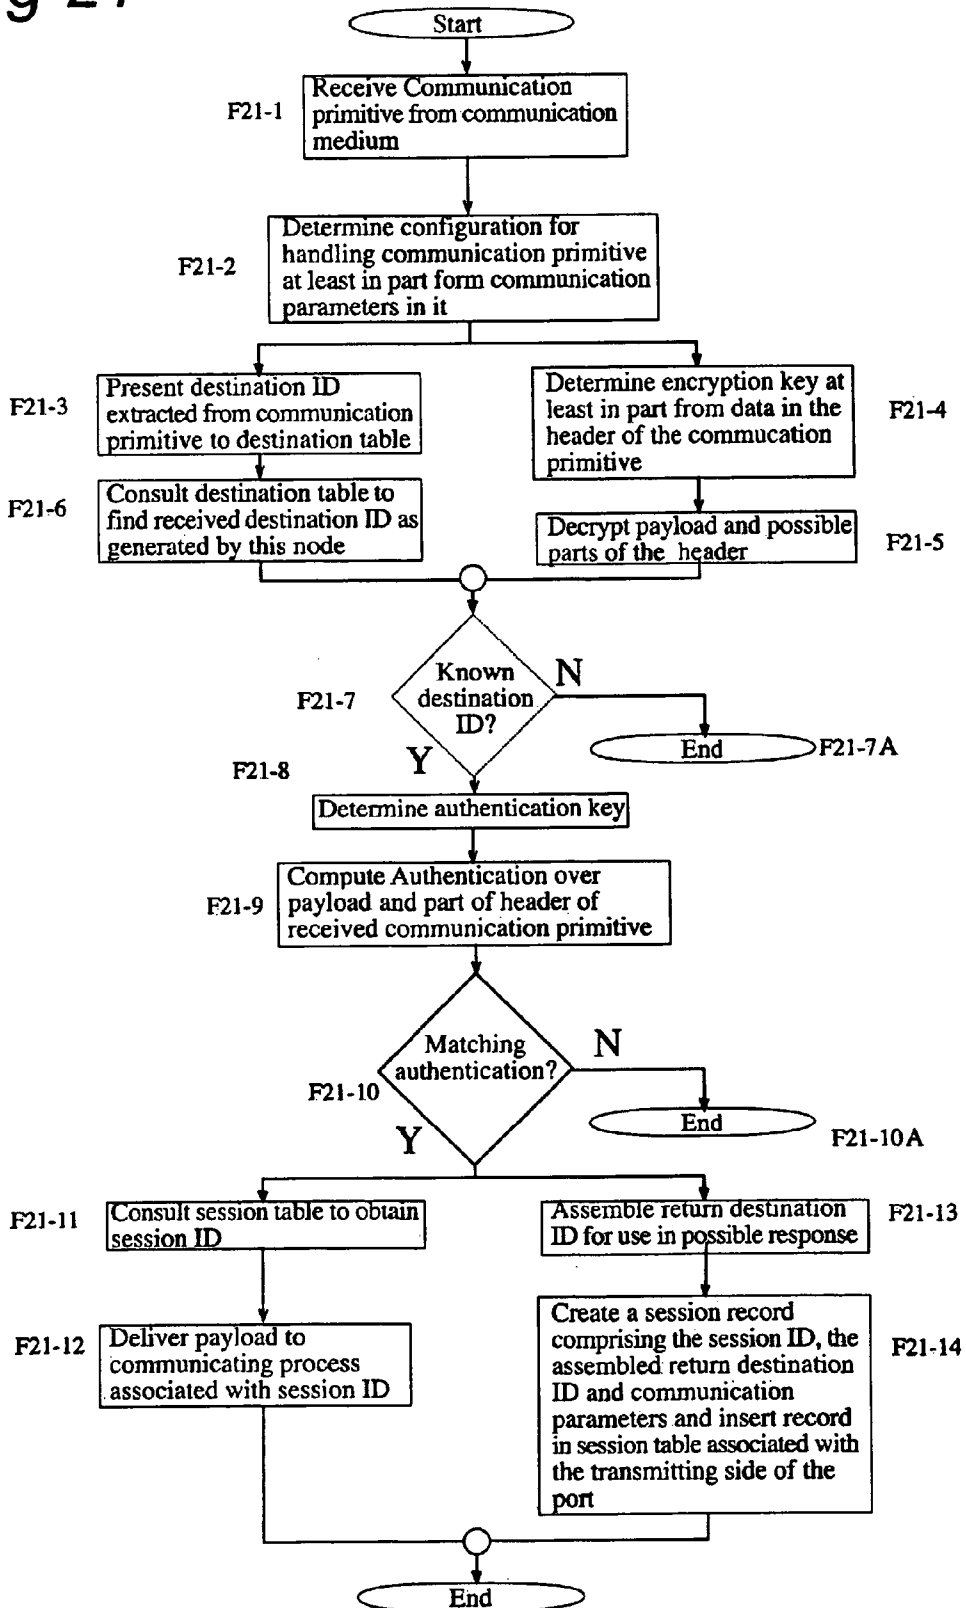 Start
F21-1
Receive Communication
primitive from communication
medium
F21-2
Determine configuration for
handling communication primitive
at least in part form communication
parameters in it
F21-3
Present destination ID
extracted from communication
primitive to destination table
Determine encryption key at
least in part from data in the
header of the commucation
primitive
F21-4
F21-6
Consult destination table to
find received destination ID as
generated by this node
Decrypt payload and possible
parts of the header
F21-5
F21-7
Known
destination
ID?
N
Y
End
F21-7A
F21-8
Determine authentication key
F21-9
Compute Authentication over
payload and part of header of
received communication primitive
Matching
authentication?
N
F21-10
Y
End
F21-10A
F21-11
Consult session table to obtain
session ID
Assemble return destination
ID for use in possible response
F21-13
F21-12
Deliver payload to
communicating process
associated with session ID
Create a session record
comprising the session ID, the
assembled return destination
ID and communication
parameters and insert record
in session table associated with
the transmitting side of the
port
F21-14
End